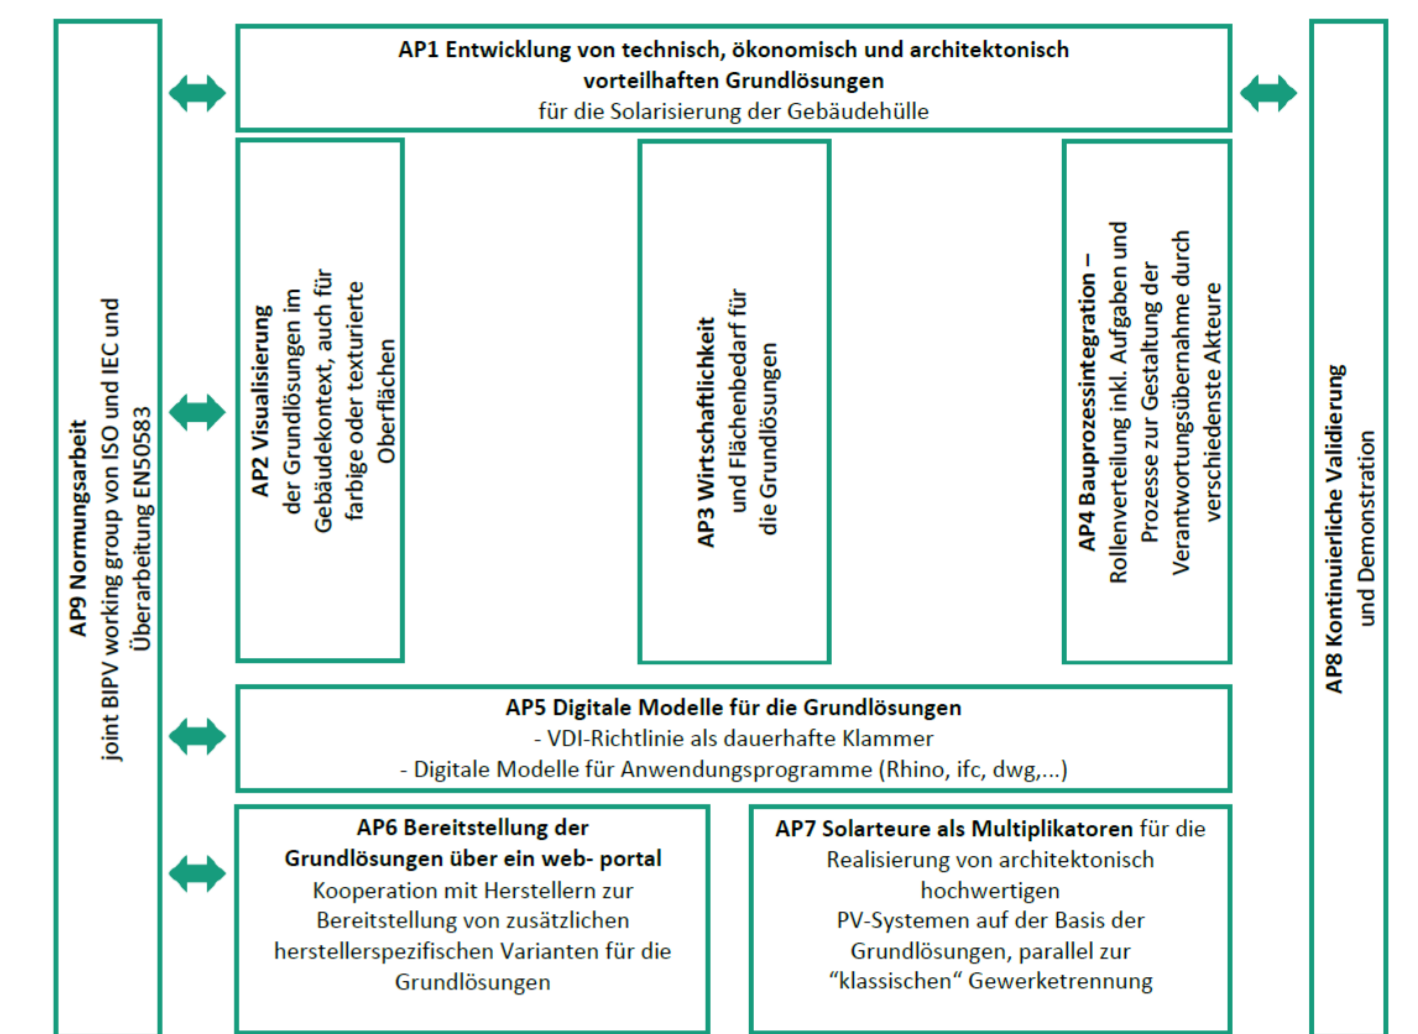 AP9 Normungsarbeit
joint BIPV working group von ISO und IEC und
Überarbeitung EN50583
AP1 Entwicklung von technisch, ökonomisch und architektonisch
vorteilhaften Grundlösungen
für die Solarisierung der Gebäudehülle
AP2 Visualisierung
der Grundlösungen im
Gebäudekontext, auch für
farbige oder texturierte
Oberflächen
AP3 Wirtschaftlichkeit
und Flächenbedarf für
die Grundlösungen
AP4 Bauprozessintegration –
Rollenverteilung inkl. Aufgaben und
Prozesse zur Gestaltung der
Verantwortungsübernahme durch
verschiedenste Akteure
AP5 Digitale Modelle für die Grundlösungen
- VDI-Richtlinie als dauerhafte Klammer
- Digitale Modelle für Anwendungsprogramme (Rhino, ifc, dwg,...)
AP6 Bereitstellung der
Grundlösungen über ein web- portal
Kooperation mit Herstellern zur
Bereitstellung von zusätzlichen
herstellerspezifischen Varianten für die
Grundlösungen
AP7 Solarteure als Multiplikatoren für die
Realisierung von architektonisch
hochwertigen
PV-Systemen auf der Basis der
Grundlösungen, parallel zur
“klassischen“ Gewerketrennung
AP8 Kontinuierliche Validierung
und Demonstration